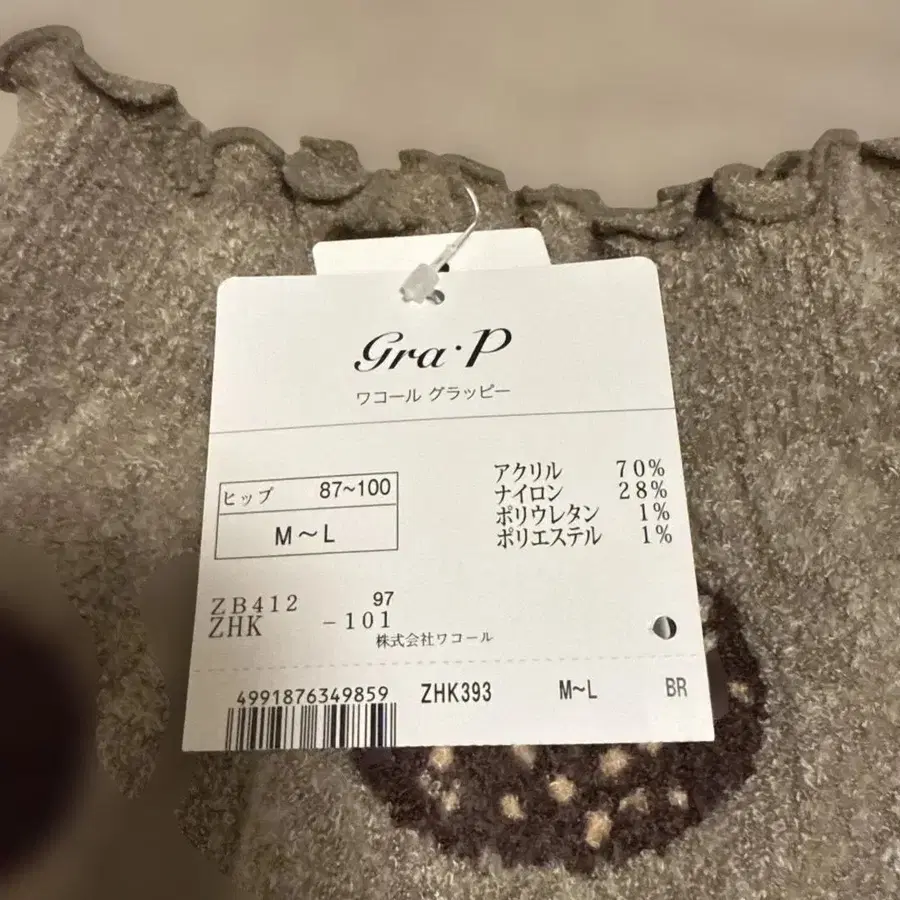 Gra·P
ワコール グラッピー
ヒップ 87~100
M~L
アクリル 70%
ナイロン 28%
ポリウレタン 1%
ポリエステル 1%
ZB412 97
ZHK -101
株式会社ワコール
4991876349859 ZHK393 M~L BR